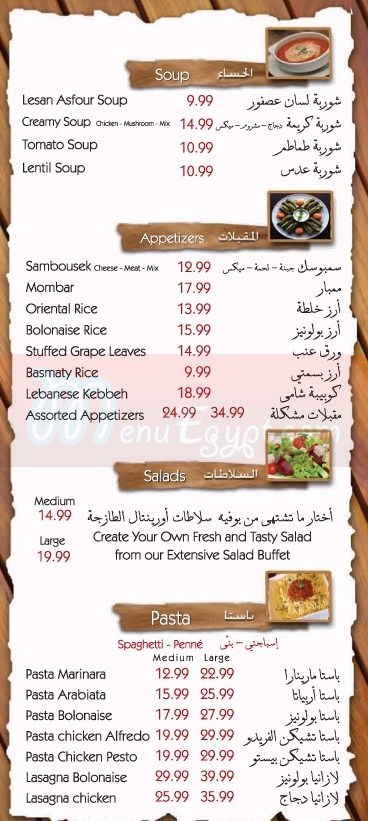 Soup الحساء
Lesan Asfour Soup 9.99 شوربة لسان عصفور
Creamy Soup Chicken - Mushroom - Mix 14.99 شوربة كريمة دجاج - مشروم - ميكس
Tomato Soup 10.99 شوربة طماطم
Lentil Soup 10.99 شوربة عدس
Appetizers المقبلات
Sambousek Cheese - Meat - Mix 12.99 سمبوسك جبنة - لحمة - ميكس
Mombar 17.99 ممبار
Oriental Rice 13.99 أرز خلطة
Bolonaise Rice 15.99 أرز بولونيز
Stuffed Grape Leaves 14.99 ورق عنب
Basmaty Rice 9.99 أرز بسمتي
Lebanese Kebbeh 18.99 كوبيبة شامى
Assorted Appetizers 24.99 34.99 مقبلات مشكلة
MenuEgypt.com
Salads السلاطات
Medium
14.99 أختار ما تشتهى من بوفيه سلاطات أورينتال الطازجة
Large Create Your Own Fresh and Tasty Salad
19.99 from our Extensive Salad Buffet
Pasta باستا
Spaghetti - Penné إسباجتي - بنّى
Medium Large
Pasta Marinara 12.99 22.99 باستا مارينارا
Pasta Arabiata 15.99 25.99 باستا أربياتا
Pasta Bolonaise 17.99 27.99 باستا بولونيز
Pasta chicken Alfredo 19.99 29.99 باستا تشيكن الفريدو
Pasta Chicken Pesto 19.99 29.99 باستا تشيكن بيستو
Lasagna Bolonaise 29.99 39.99 لازانيا بولونيز
Lasagna chicken 25.99 35.99 لازانيا دجاج